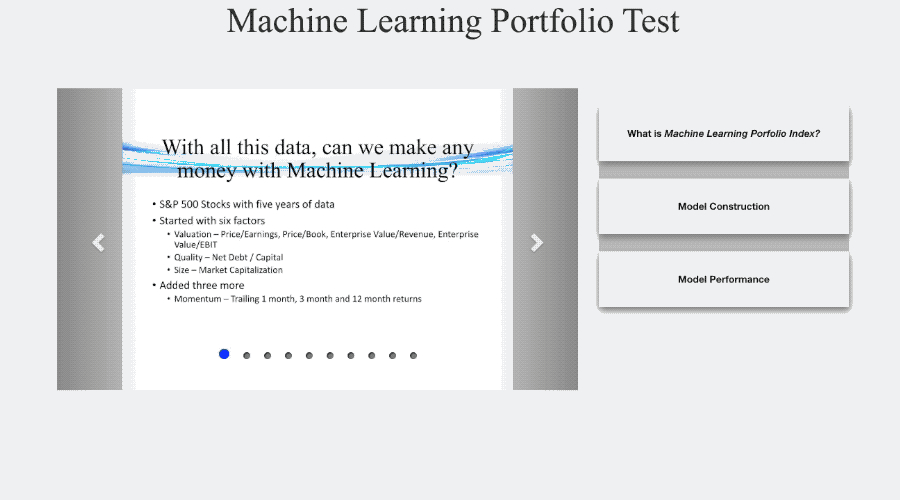 Machine Learning Portfolio Test
With all this data, can we make any
money with Machine Learning?
• S&P 500 Stocks with five years of data
• Started with six factors
• Valuation – Price/Earnings, Price/Book, Enterprise Value/Revenue, Enterprise
Value/EBIT
• Quality – Net Debt / Capital
• Size – Market Capitalization
• Added three more
• Momentum – Trailing 1 month, 3 month and 12 month returns
What is Machine Learning Porfolio Index?
Model Construction
Model Performance